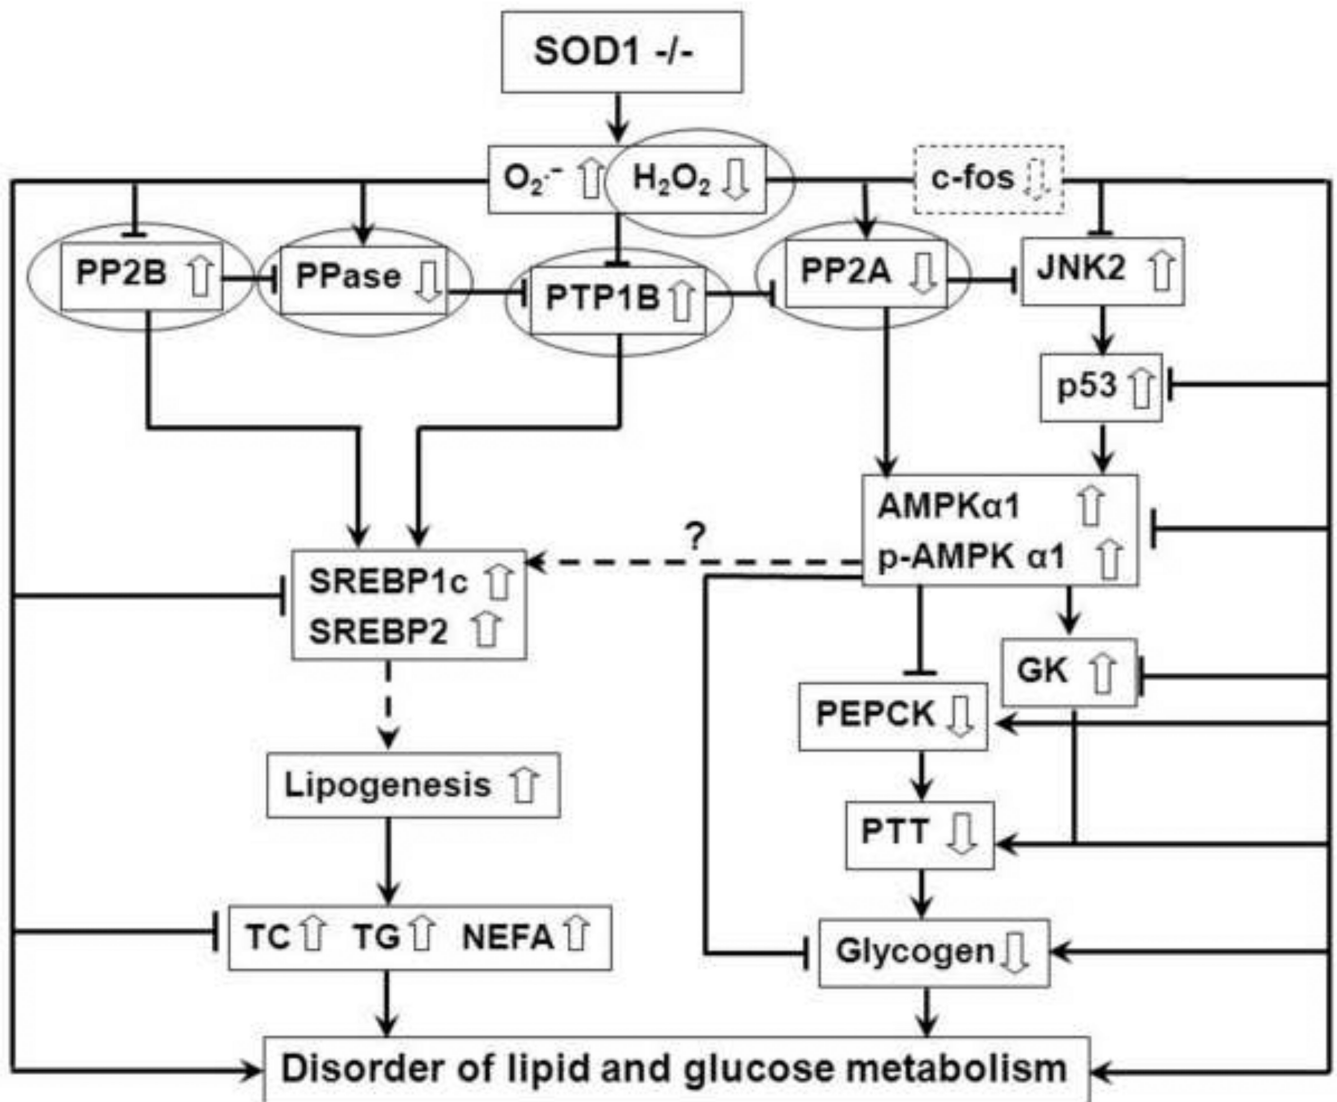 SOD1 -/-
O₂·⁻ ⇧ H₂O₂ ⇩
c-fos ⇩
PP2B ⇧
PPase ⇩
PTP1B ⇧
PP2A ⇩
JNK2 ⇧
p53 ⇧
AMPKα1 ⇧
p-AMPK α1 ⇧
?
SREBP1c ⇧
SREBP2 ⇧
GK ⇧
PEPCK ⇩
Lipogenesis ⇧
PTT ⇩
TC ⇧ TG ⇧ NEFA ⇧
Glycogen ⇩
Disorder of lipid and glucose metabolism